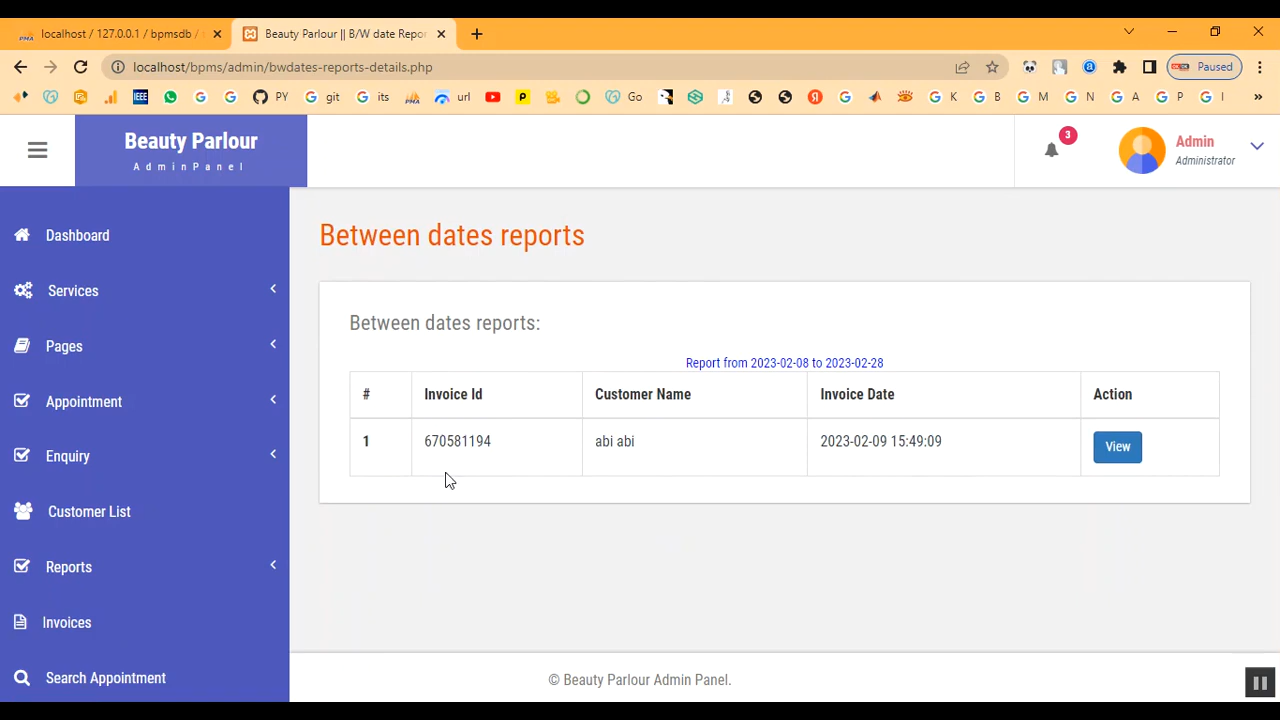 localhost / 127.0.0.1 / bpmsdb /
Beauty Parlour || B/W date Repor
localhost/bpms/admin/bwdates-reports-details.php
Paused
IEEE
PY
git
its
url
Go
K
B
M
N
A
P
I
»
Beauty Parlour
AdminPanel
3
Admin
Administrator
Dashboard
Services
Pages
Appointment
Enquiry
Customer List
Reports
Invoices
Search Appointment
Between dates reports
Between dates reports:
Report from 2023-02-08 to 2023-02-28
# Invoice Id Customer Name Invoice Date Action
1 670581194 abi abi 2023-02-09 15:49:09 View
© Beauty Parlour Admin Panel.